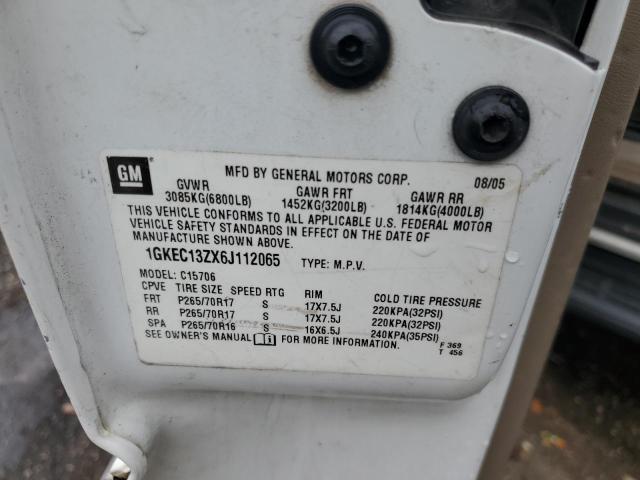 GM
MFD BY GENERAL MOTORS CORP. 08/05
GVWR GAWR FRT GAWR RR
3085KG(6800LB) 1452KG(3200LB) 1814KG(4000LB)
THIS VEHICLE CONFORMS TO ALL APPLICABLE U.S. FEDERAL MOTOR
VEHICLE SAFETY STANDARDS IN EFFECT ON THE DATE OF
MANUFACTURE SHOWN ABOVE.
1GKEC13ZX6J112065 TYPE: M.P.V.
MODEL: C15706
CPVE TIRE SIZE SPEED RTG RIM COLD TIRE PRESSURE
FRT P265/70R17 S 17X7.5J 220KPA(32PSI)
RR P265/70R17 S 17X7.5J 220KPA(32PSI)
SPA P265/70R16 S 16X6.5J 240KPA(35PSI)
SEE OWNER'S MANUAL i FOR MORE INFORMATION.
F 369
T 456